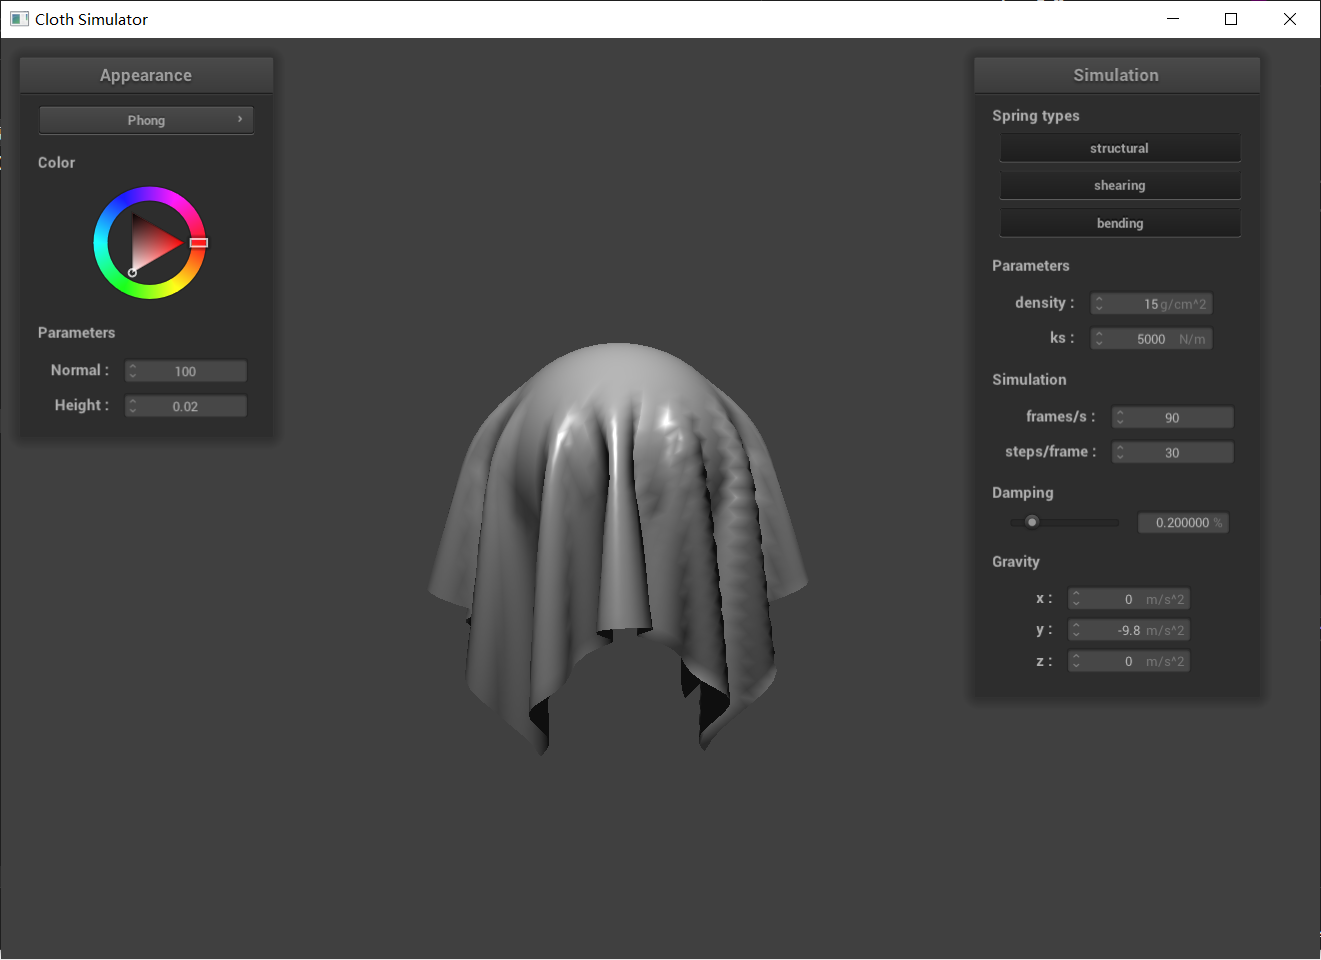 Cloth Simulator
Appearance
Phong
Color
Parameters
Normal : 100
Height : 0.02
Simulation
Spring types
structural
shearing
bending
Parameters
density : 15 g/cm^2
ks : 5000 N/m
Simulation
frames/s : 90
steps/frame : 30
Damping
0.200000 %
Gravity
x : 0 m/s^2
y : -9.8 m/s^2
z : 0 m/s^2